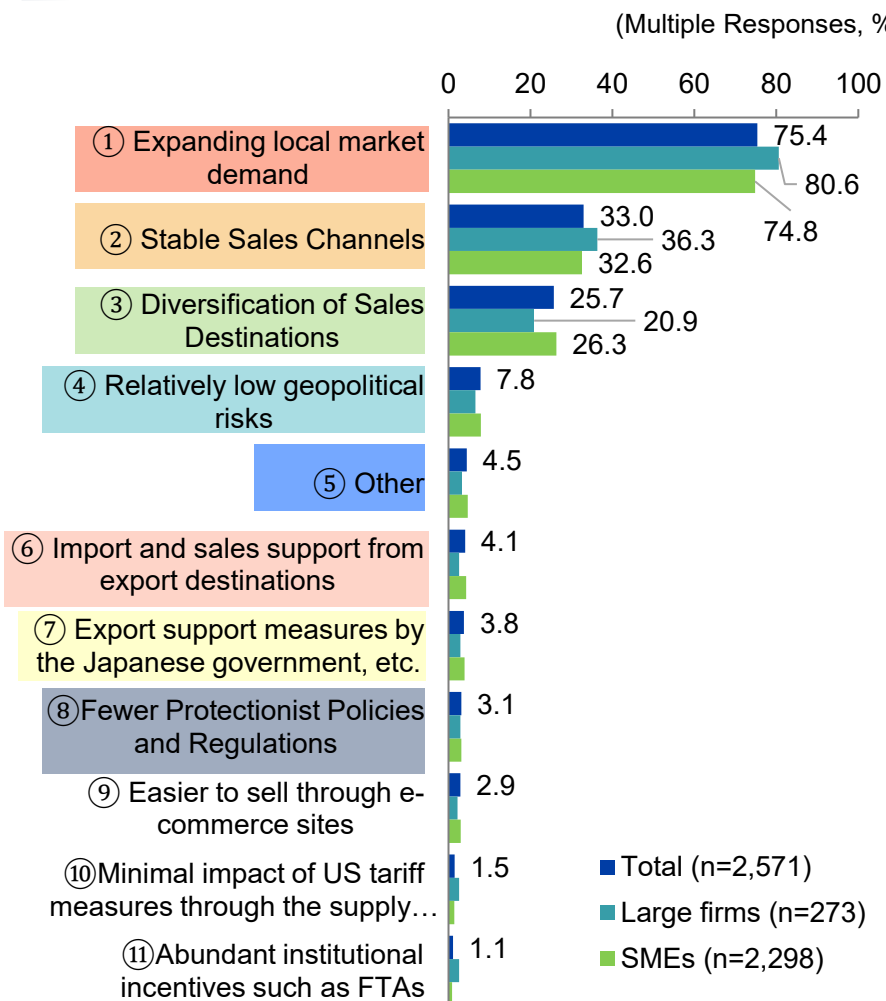 (Multiple Responses, %
0 20 40 60 80 100
① Expanding local market
demand
75.4
80.6
74.8
② Stable Sales Channels
33.0
36.3
32.6
③ Diversification of Sales
Destinations
25.7
20.9
26.3
④ Relatively low geopolitical
risks
7.8
⑤ Other
4.5
⑥ Import and sales support from
export destinations
4.1
⑦ Export support measures by
the Japanese government, etc.
3.8
⑧Fewer Protectionist Policies
and Regulations
3.1
⑨ Easier to sell through e-
commerce sites
2.9
⑩Minimal impact of US tariff
measures through the supply…
1.5
⑪Abundant institutional
incentives such as FTAs
1.1
Total (n=2,571)
Large firms (n=273)
SMEs (n=2,298)